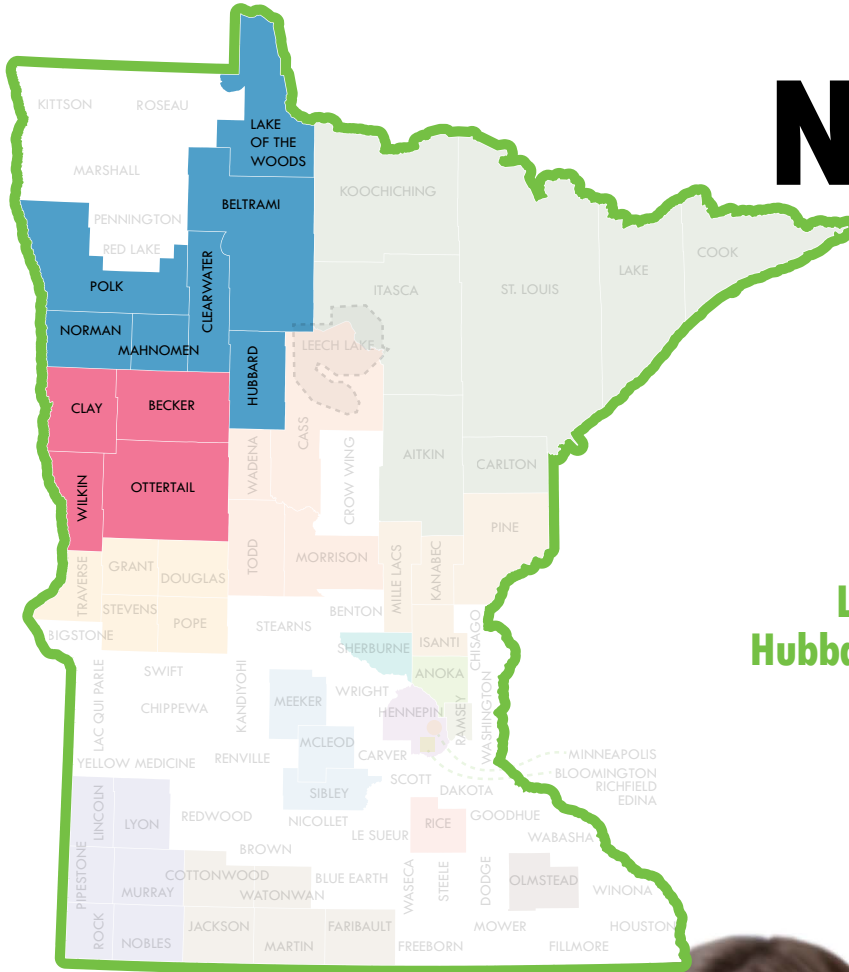 N
KITTSON
ROSEAU
LAKE
OF THE
WOODS
MARSHALL
KOOCHICHING
BELTRAMI
PENNINGTON
RED LAKE
COOK
LAKE
CLEARWATER
ITASCA
ST. LOUIS
POLK
NORMAN
MAHNOMEN
LEECH LAKE
HUBBARD
CLAY
BECKER
CASS
WADENA
CROW WING
AITKIN
CARLTON
WILKIN
OTTERTAIL
PINE
TODD
MORRISON
MILLE LACS
KANABEC
TRAVERSE
GRANT
DOUGLAS
STEVENS
POPE
BENTON
L
BIGSTONE
STEARNS
SHERBURNE
ISANTI
CHISAGO
Hubba
SWIFT
ANOKA
LAC QUI PARLE
KANDIYOHI
CHIPPEWA
MEEKER
WRIGHT
HENNEPIN
RAMSEY
WASHINGTON
MCLEOD
CARVER
YELLOW MEDICINE
RENVILLE
MINNEAPOLIS
BLOOMINGTON
RICHFIELD
EDINA
SCOTT
SIBLEY
DAKOTA
LINCOLN
LYON
REDWOOD
NICOLLET
GOODHUE
LE SUEUR
RICE
WABASHA
BROWN
PIPESTONE
MURRAY
COTTONWOOD
WATONWAN
BLUE EARTH
WASECA
STEELE
DODGE
OLMSTEAD
WINONA
ROCK
NOBLES
JACKSON
MARTIN
FARIBAULT
FREEBORN
MOWER
FILLMORE
HOUSTON